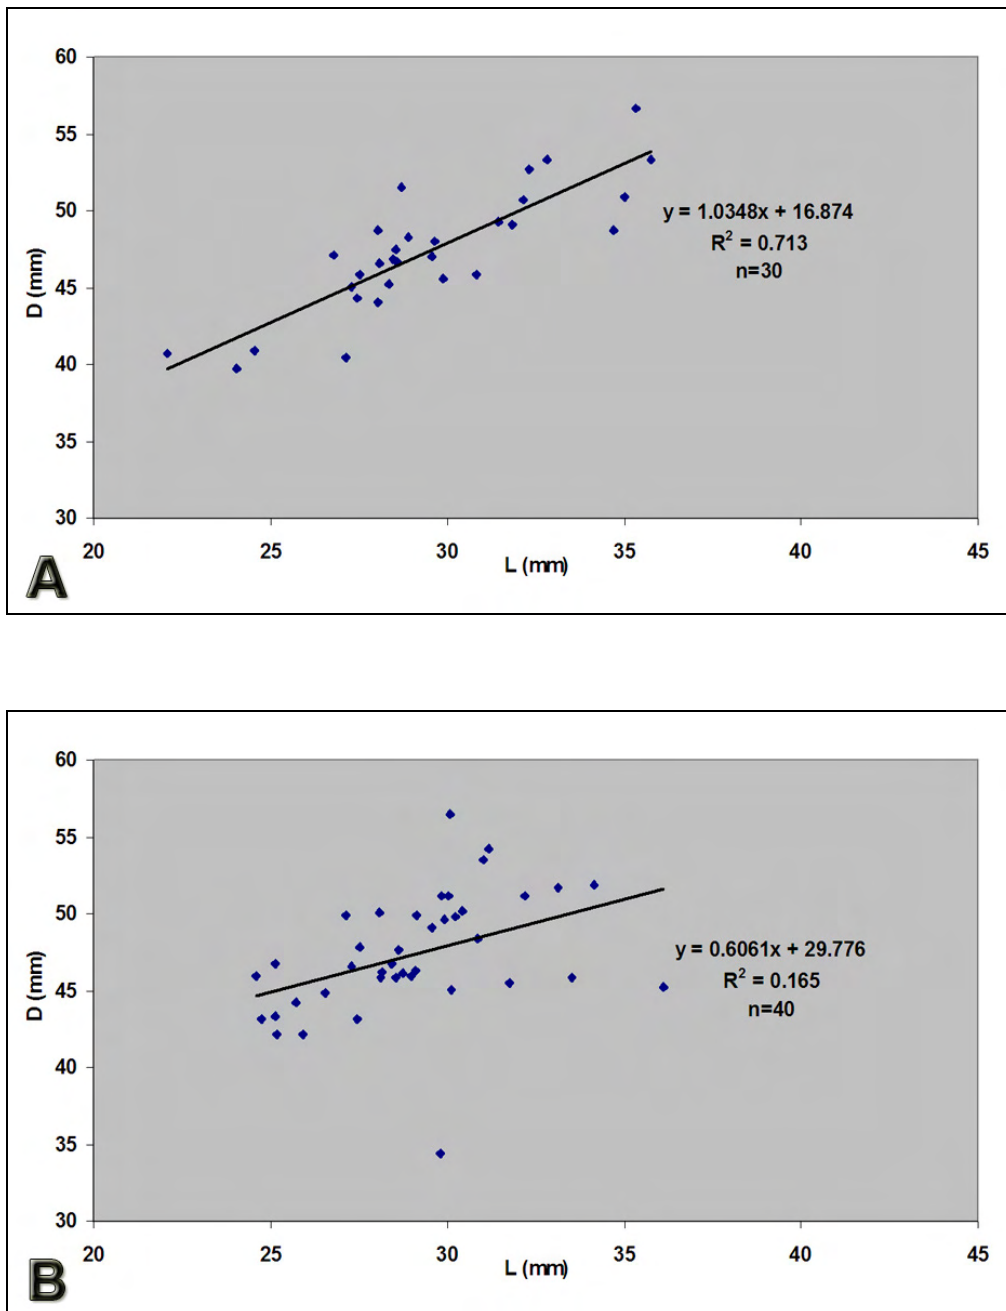 60
55
50
45
40
35
30
D (mm)
y = 1.0348x + 16.874
R² = 0.713
n=30
20 25 30 35 40 45
L (mm)
A
60
55
50
45
40
35
30
D (mm)
y = 0.6061x + 29.776
R² = 0.165
n=40
20 25 30 35 40 45
L (mm)
B